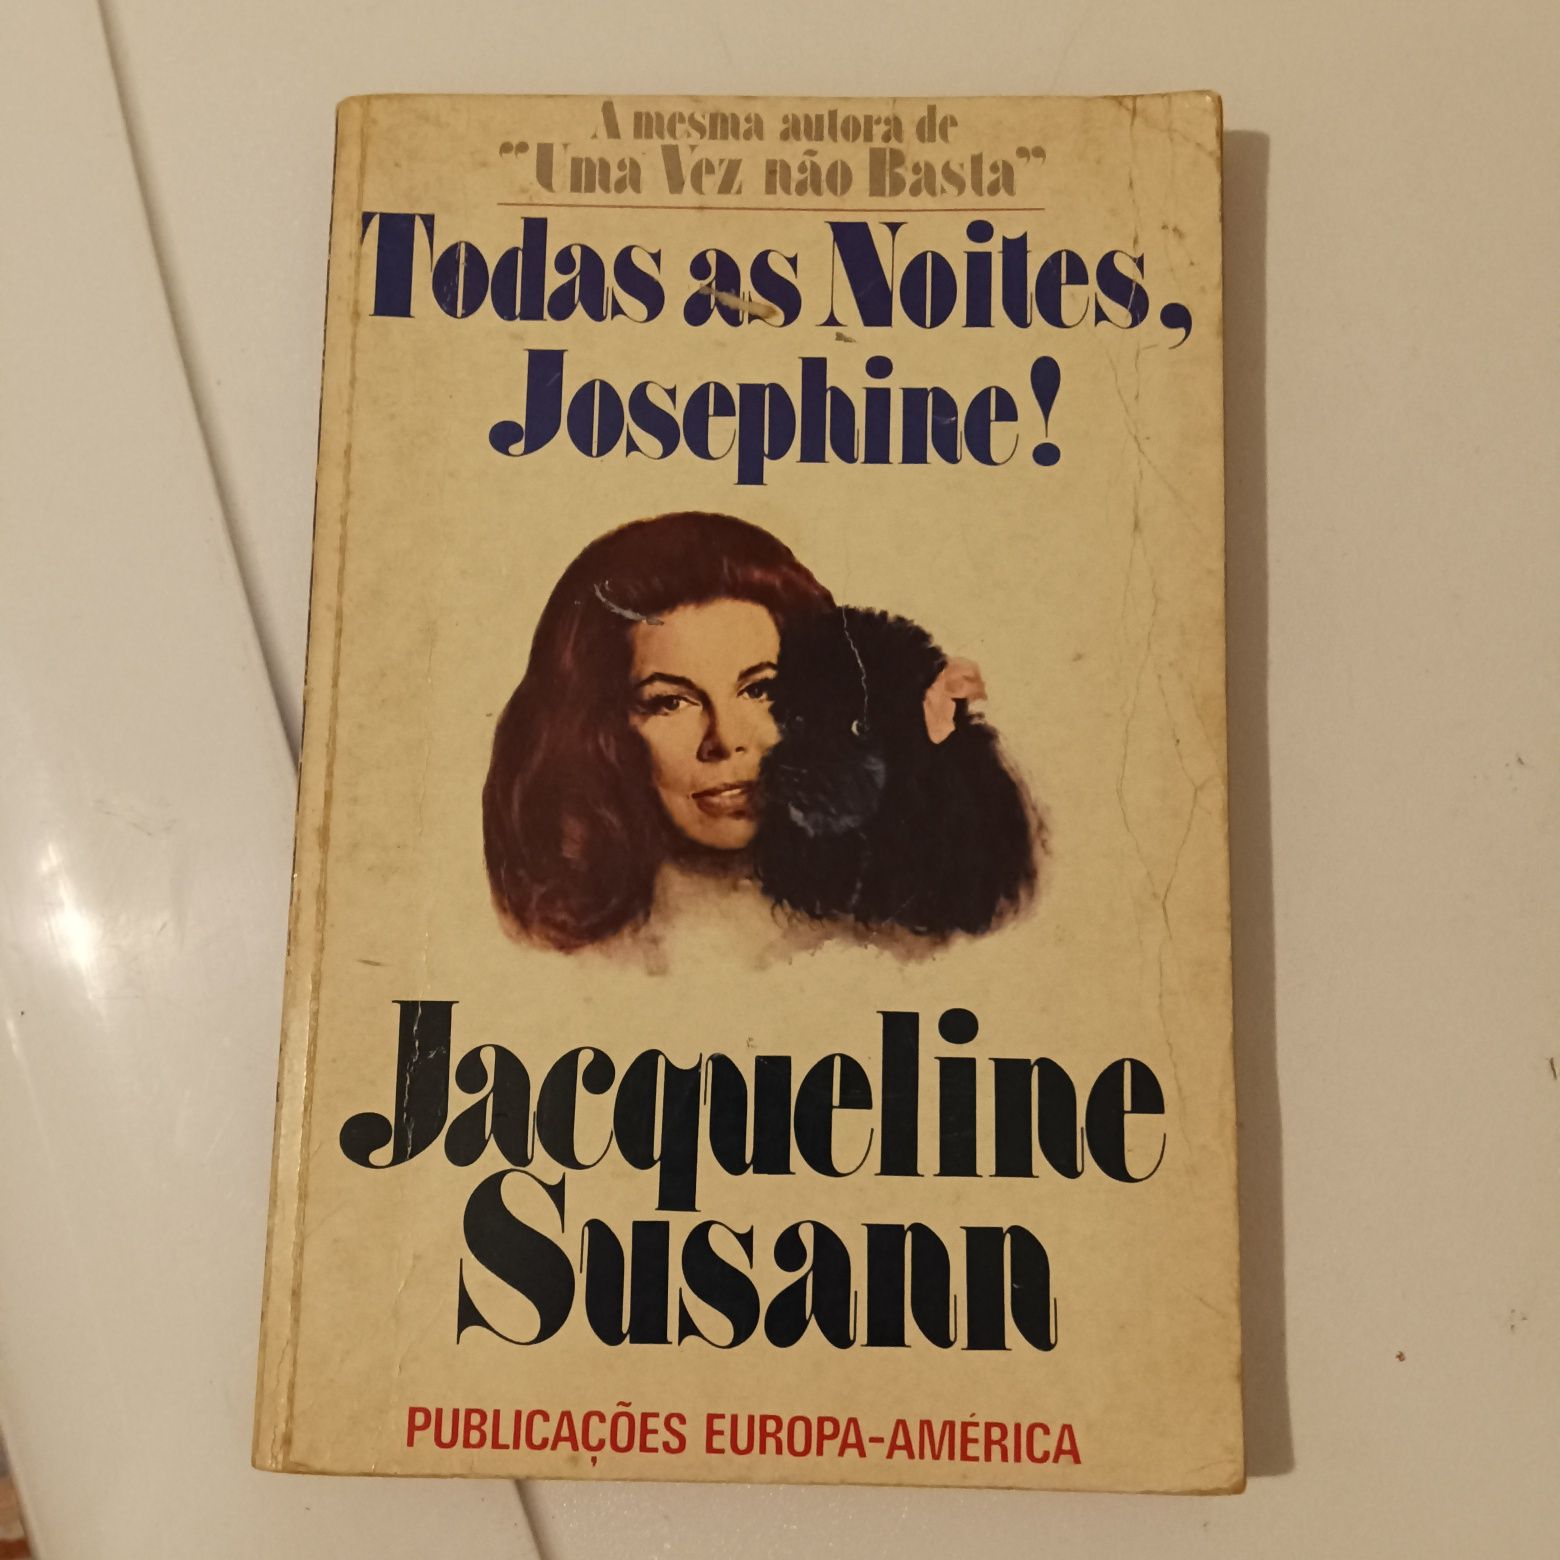 A mesma autora de
"Uma Vez não Basta"
Todas as Noites,
Josephine!
Jacqueline
Susann
PUBLICAÇÕES EUROPA-AMÉRICA